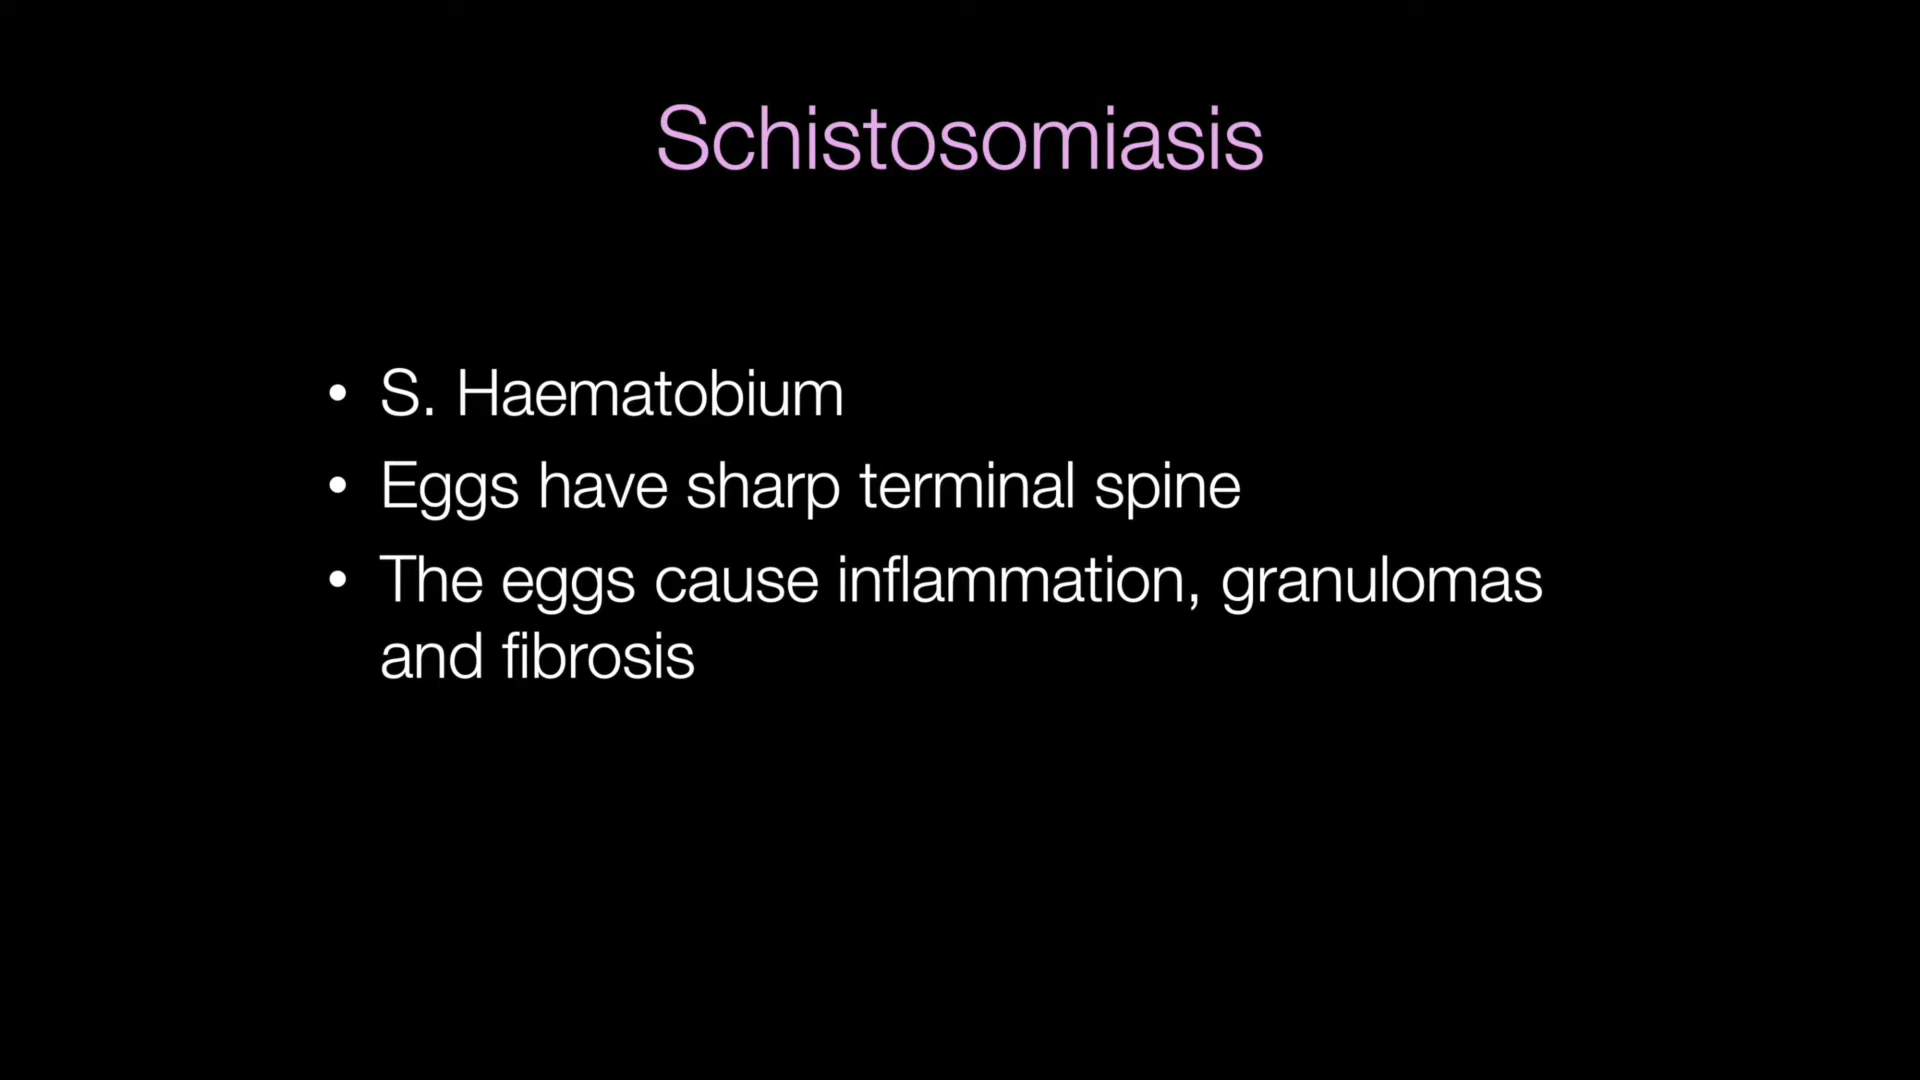 Schistosomiasis
• S. Haematobium
• Eggs have sharp terminal spine
• The eggs cause inflammation, granulomas
and fibrosis